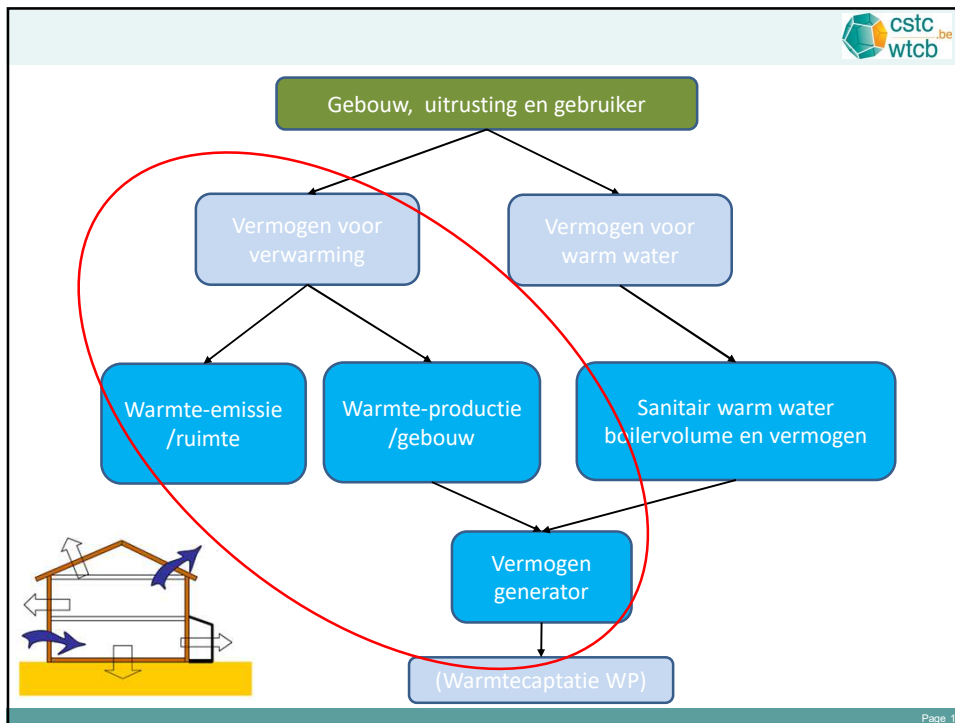 cstc
.be
wtcb
Gebouw, uitrusting en gebruiker
Vermogen voor
verwarming
Vermogen voor
warm water
Warmte-emissie
/ruimte
Warmte-productie
/gebouw
Sanitair warm water
boilervolume en vermogen
Vermogen
generator
(Warmtecaptatie WP)
Page 1